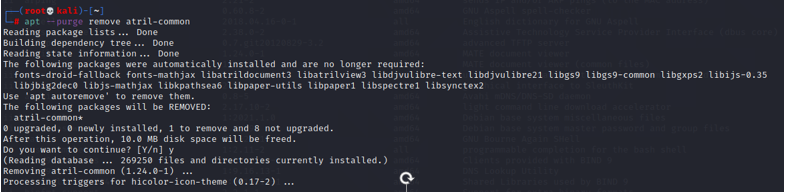 (root💀kali)-[~]
# apt --purge remove atril-common
Reading package lists... Done
Building dependency tree... Done
Reading state information... Done
The following packages were automatically installed and are no longer required:
fonts-droid-fallback fonts-mathjax libatrildocument3 libatrilview3 libdjvulibre-text libdjvulibre21 libgs9 libgs9-common libgxps2 libijs-0.35
libjbig2dec0 libjs-mathjax libkpathsea6 libpaper-utils libpaper1 libspectre1 libsynctex2
Use 'apt autoremove' to remove them.
The following packages will be REMOVED:
atril-common*
0 upgraded, 0 newly installed, 1 to remove and 8 not upgraded.
After this operation, 10.0 MB disk space will be freed.
Do you want to continue? [Y/n] y
(Reading database ... 269250 files and directories currently installed.)
Removing atril-common (1.24.0-1) ...
Processing triggers for hicolor-icon-theme (0.17-2) ...